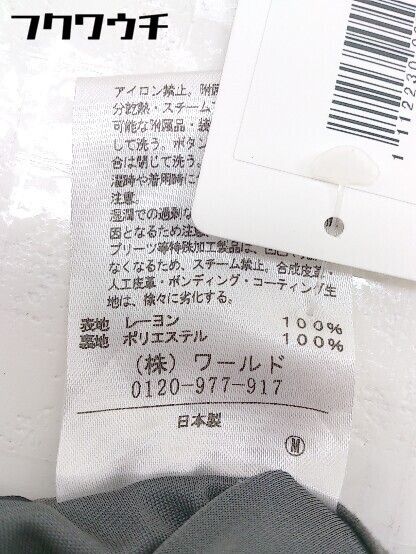 フクワウチ
アイロン禁止。附属
分散熱・スチーム
可能な附属品・装
して洗う。ボタン
合は閉じて洗う。
湿時や着用時に
注意。
湿潤での過剰な
因となるため注意
プリーツ等特殊加工製品は、
なくなるため、スチーム禁止。合成皮革・
人工皮革・ボンディング・コーティング生
地は、徐々に劣化する。
表地 レーヨン 100%
裏地 ポリエステル 100%
(株) ワールド
0120-977-917
日本製
M